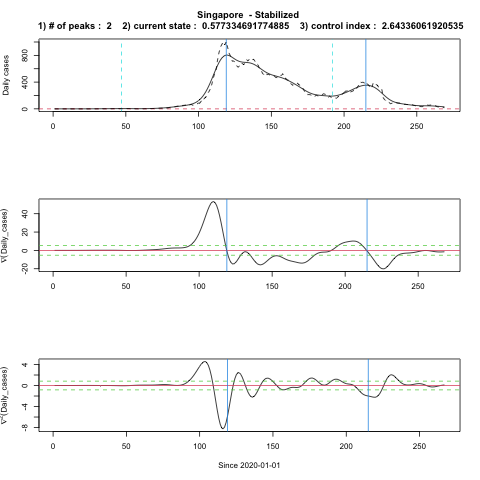 Singapore - Stabilized
1) # of peaks : 2 2) current state : 0.577334691774885 3) control index : 2.64336061920535
Daily cases
0 400 800
0 50 100 150 200 250
∇(Daily_cases)
-20 0 20 40
0 50 100 150 200 250
∇²(Daily_cases)
-8 -4 0 2 4
0 50 100 150 200 250
Since 2020-01-01